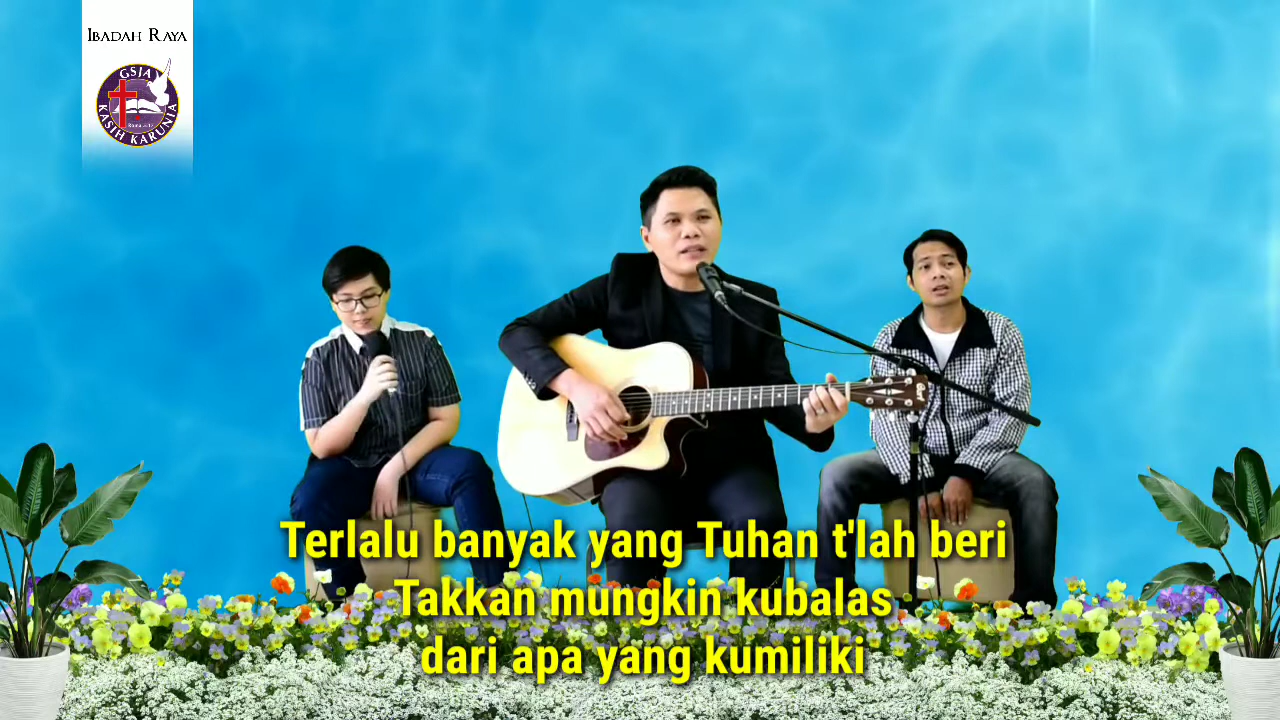 IBADAH RAYA
GSJA
KASIH KARUNIA
Terlalu banyak yang Tuhan t'lah beri
Takkan mungkin kubalas
dari apa yang kumiliki